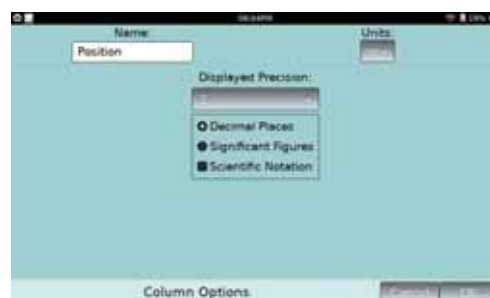 Name: Units:
Position
Displayed Precision:
Decimal Places
Significant Figures
Scientific Notation
Column Options